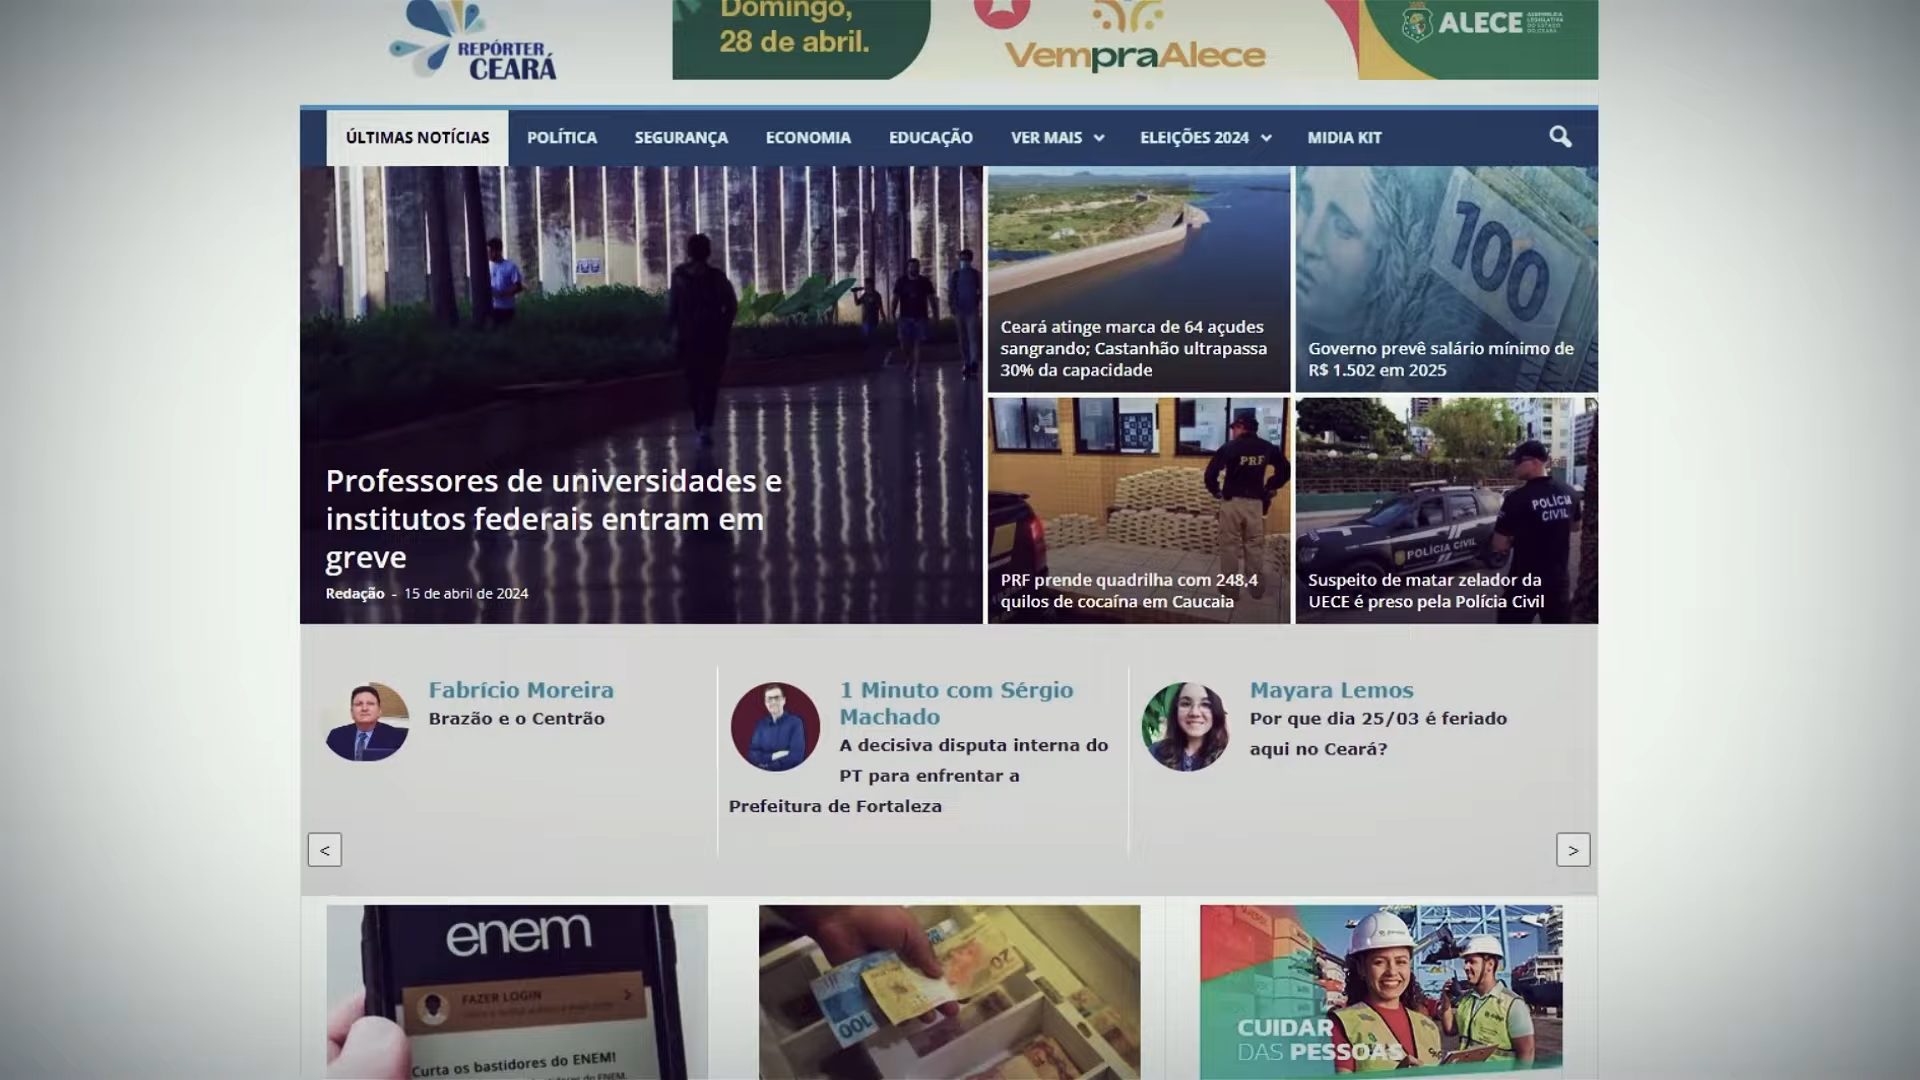 REPÓRTER
CEARÁ
Domingo,
28 de abril.
VempraAlece
ALECE
ÚLTIMAS NOTÍCIAS
POLÍTICA
SEGURANÇA
ECONOMIA
EDUCAÇÃO
VER MAIS
ELEIÇÕES 2024
MIDIA KIT
Professores de universidades e
institutos federais entram em
greve
Redação - 15 de abril de 2024
Ceará atinge marca de 64 açudes
sangrando; Castanhão ultrapassa
30% da capacidade
100
Governo prevê salário mínimo de
R$ 1.502 em 2025
PRF
PRF prende quadrilha com 248,4
quilos de cocaína em Caucaia
POLÍCIA
CIVIL
POLÍCIA CIVIL
Suspeito de matar zelador da
UECE é preso pela Polícia Civil
Fabrício Moreira
Brazão e o Centrão
1 Minuto com Sérgio
Machado
A decisiva disputa interna do
PT para enfrentar a
Prefeitura de Fortaleza
Mayara Lemos
Por que dia 25/03 é feriado
aqui no Ceará?
<
>
enem
FAZER LOGIN
Curta os bastidores do ENEM!
100
20
CUIDAR
DAS PESSOAS